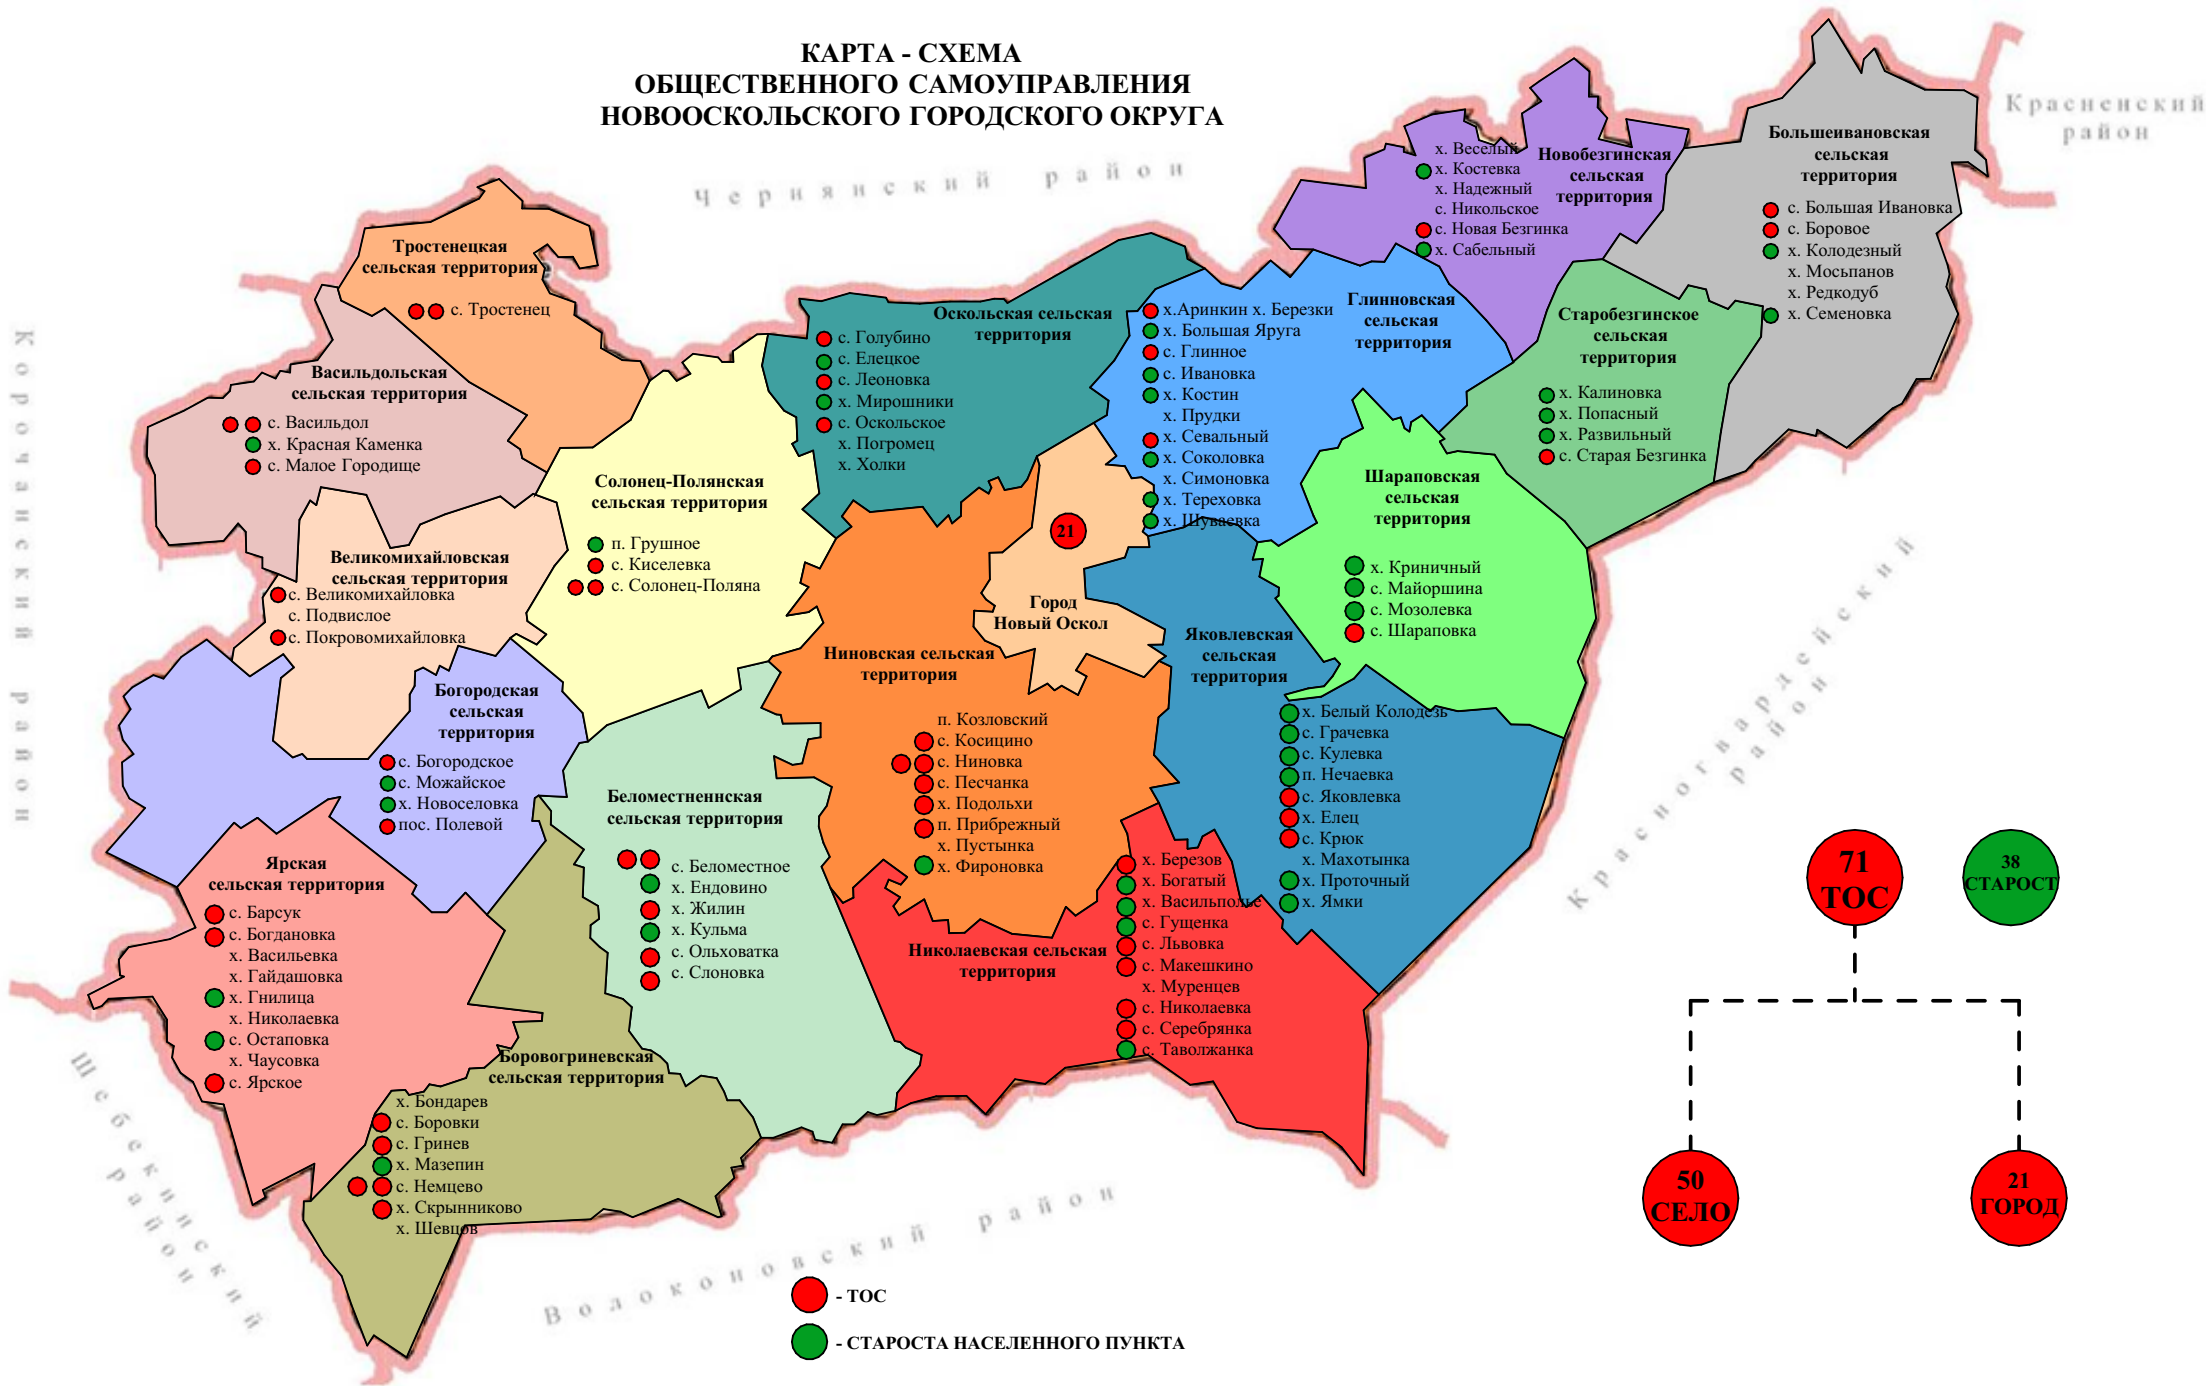 КАРТА - СХЕМА
ОБЩЕСТВЕННОГО САМОУПРАВЛЕНИЯ
НОВООСКОЛЬСКОГО ГОРОДСКОГО ОКРУГА
Красненский
район
Чернянский район
Корочанский район
Шебекинский
район
Волоконовский район
Красногвардейский
район
Тростенецкая
сельская территория
с. Тростенец
Васильдольская
сельская территория
с. Васильдол
х. Красная Каменка
с. Малое Городище
Великомихайловская
сельская территория
с. Великомихайловка
с. Подвислое
с. Покровомихайловка
Солонец-Полянская
сельская территория
п. Грушное
с. Киселевка
с. Солонец-Поляна
Оскольская сельская
территория
с. Голубино
с. Елецкое
с. Леоновка
х. Мирошники
с. Оскольское
х. Погромец
х. Холки
Глинновская
сельская
территория
х.Аринкин х. Березки
х. Большая Яруга
с. Глинное
с. Ивановка
х. Костин
х. Прудки
х. Севальный
х. Соколовка
х. Симоновка
х. Тереховка
х. Шуваевка
Новобезгинская
сельская
территория
х. Веселый
х. Костевка
х. Надежный
с. Никольское
с. Новая Безгинка
х. Сабельный
Большеивановская
сельская
территория
с. Большая Ивановка
с. Боровое
х. Колодезный
х. Мосьпанов
х. Редкодуб
х. Семеновка
Старобезгинское
сельская
территория
х. Калиновка
х. Попасный
х. Развильный
с. Старая Безгинка
Шараповская
сельская
территория
х. Криничный
с. Майоршина
с. Мозолевка
с. Шараповка
21
Город
Новый Оскол
Яковлевская
сельская
территория
х. Белый Колодезь
с. Грачевка
с. Кулевка
п. Нечаевка
с. Яковлевка
х. Елец
с. Крюк
х. Махотынка
х. Проточный
х. Ямки
Ниновская сельская
территория
п. Козловский
с. Косицино
с. Ниновка
с. Песчанка
х. Подольхи
п. Прибрежный
х. Пустынка
х. Фироновка
Богородская
сельская
территория
с. Богородское
с. Можайское
х. Новоселовка
пос. Полевой
Беломестненнская
сельская территория
с. Беломестное
х. Ендовино
х. Жилин
х. Кульма
с. Ольховатка
с. Слоновка
Николаевская сельская
территория
х. Березов
х. Богатый
х. Васильполье
с. Гущенка
с. Львовка
с. Макешкино
х. Муренцев
с. Николаевка
с. Серебрянка
с. Таволжанка
Ярская
сельская территория
с. Барсук
с. Богдановка
х. Васильевка
х. Гайдашовка
х. Гнилица
х. Николаевка
с. Остаповка
х. Чаусовка
с. Ярское
Боровогриневская
сельская территория
х. Бондарев
с. Боровки
с. Гринев
х. Мазепин
с. Немцево
х. Скрынниково
х. Шевцов
71
ТОС
38
СТАРОСТ
50
СЕЛО
21
ГОРОД
- ТОС
- СТАРОСТА НАСЕЛЕННОГО ПУНКТА